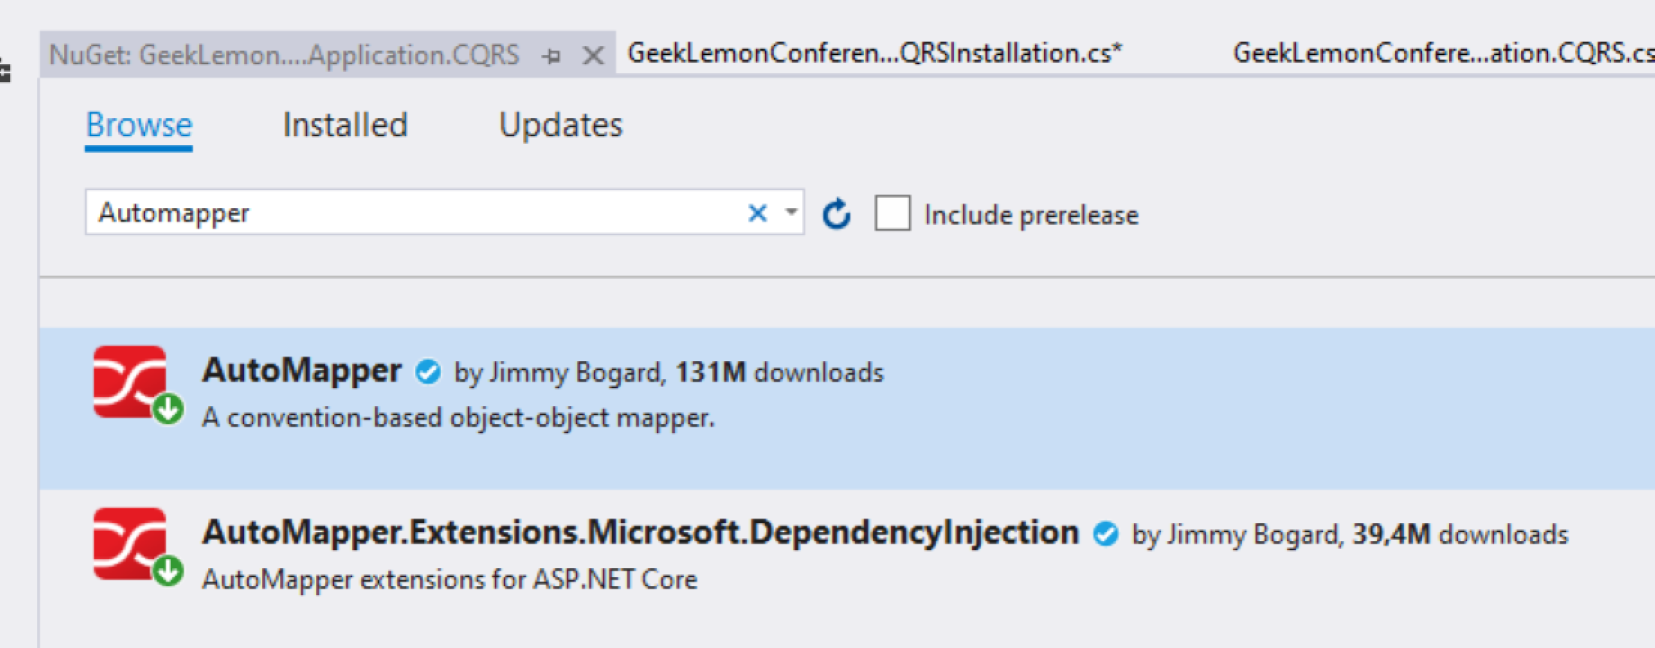 NuGet: GeekLemon....Application.CQRS
GeekLemonConferen...QRSInstallation.cs*
GeekLemonConfere...ation.CQRS.cs
Browse
Installed
Updates
Automapper
Include prerelease
AutoMapper by Jimmy Bogard, 131M downloads
A convention-based object-object mapper.
AutoMapper.Extensions.Microsoft.DependencyInjection by Jimmy Bogard, 39,4M downloads
AutoMapper extensions for ASP.NET Core